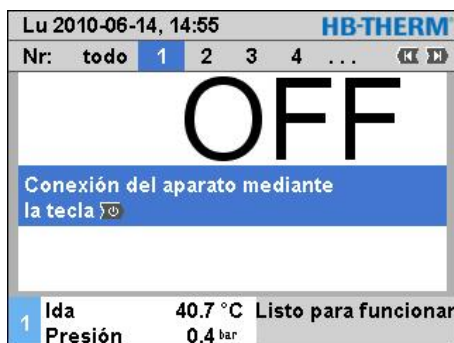 Lu 2010-06-14, 14:55 HB-THERM
Nr: todo 1 2 3 4 ...
OFF
Conexión del aparato mediante
la tecla
1 Ida 40.7 °C Listo para funcionar
Presión 0.4 bar